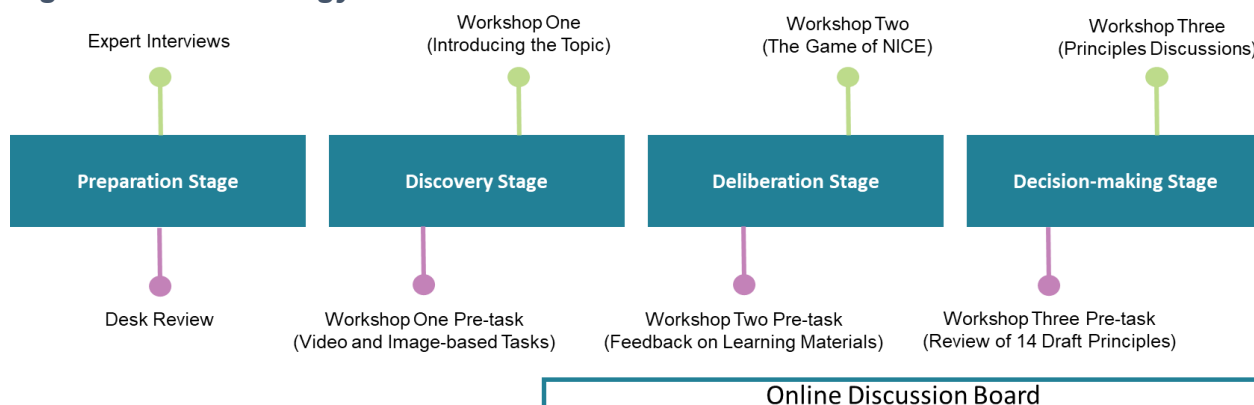 Expert Interviews
Workshop One
(Introducing the Topic)
Workshop Two
(The Game of NICE)
Workshop Three
(Principles Discussions)
Preparation Stage
Discovery Stage
Deliberation Stage
Decision-making Stage
Desk Review
Workshop One Pre-task
(Video and Image-based Tasks)
Workshop Two Pre-task
(Feedback on Learning Materials)
Workshop Three Pre-task
(Review of 14 Draft Principles)
Online Discussion Board